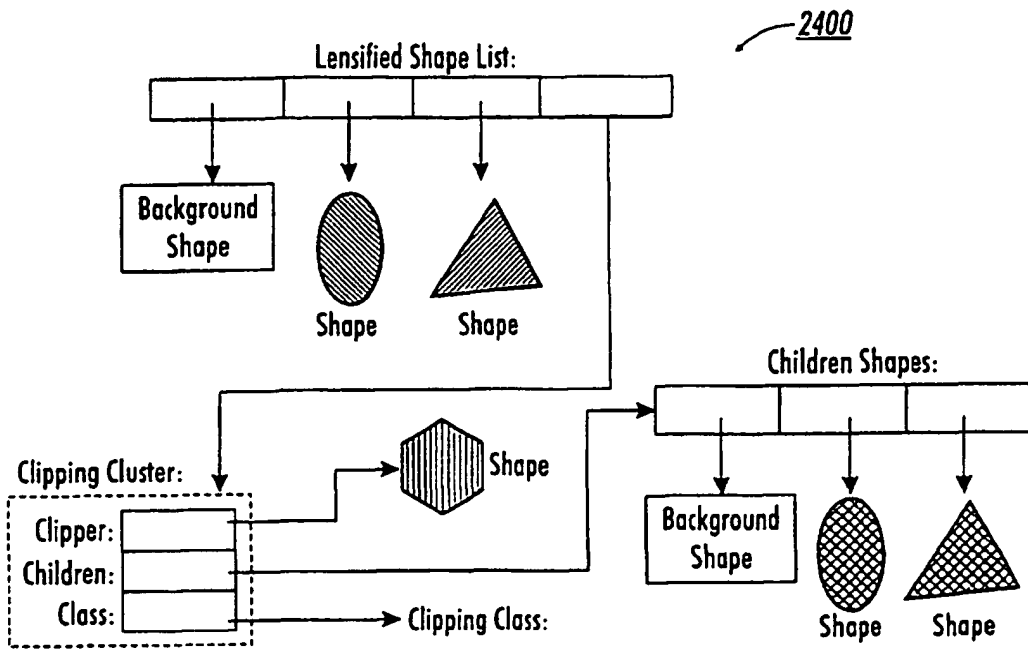 2400
Lensified Shape List:
Background
Shape
Shape
Shape
Children Shapes:
Clipping Cluster:
Shape
Clipper:
Children:
Class:
Clipping Class:
Background
Shape
Shape
Shape